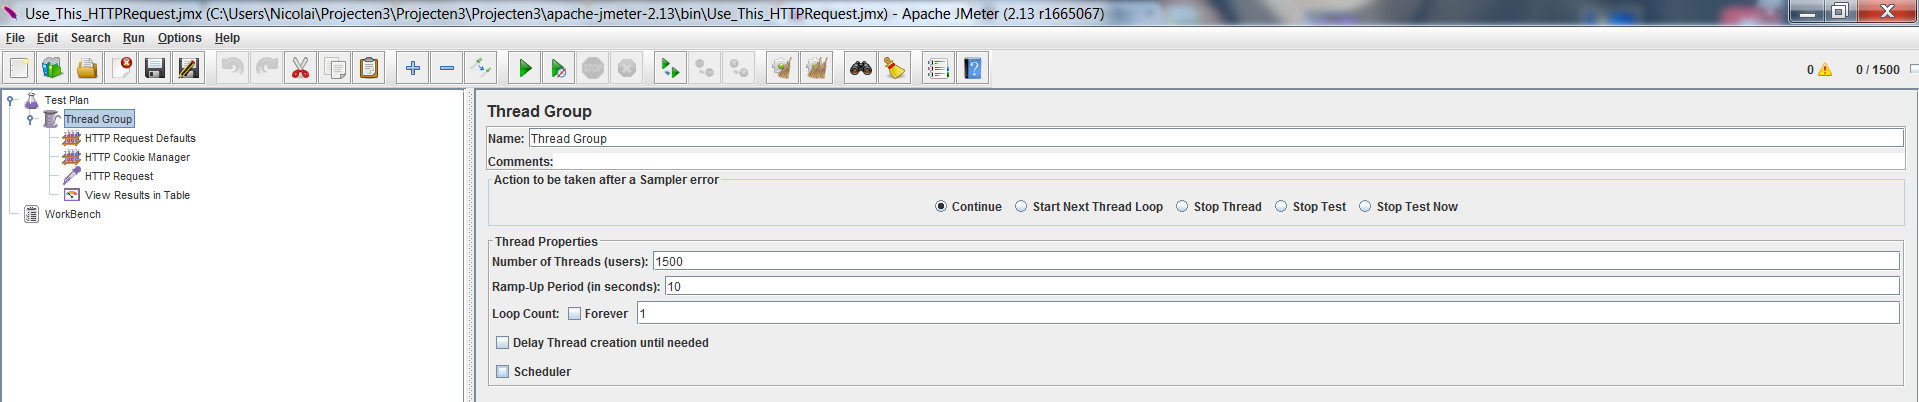 Use_This_HTTPRequest.jmx (C:\Users\Nicolai\Projecten3\Projecten3\Projecten3\apache-jmeter-2.13\bin\Use_This_HTTPRequest.jmx) - Apache JMeter (2.13 r1665067)
File Edit Search Run Options Help
STOP
0 0 / 1500
Test Plan
Thread Group
HTTP Request Defaults
HTTP Cookie Manager
HTTP Request
View Results in Table
WorkBench
Thread Group
Name: Thread Group
Comments:
Action to be taken after a Sampler error
Continue Start Next Thread Loop Stop Thread Stop Test Stop Test Now
Thread Properties
Number of Threads (users): 1500
Ramp-Up Period (in seconds): 10
Loop Count: Forever 1
Delay Thread creation until needed
Scheduler